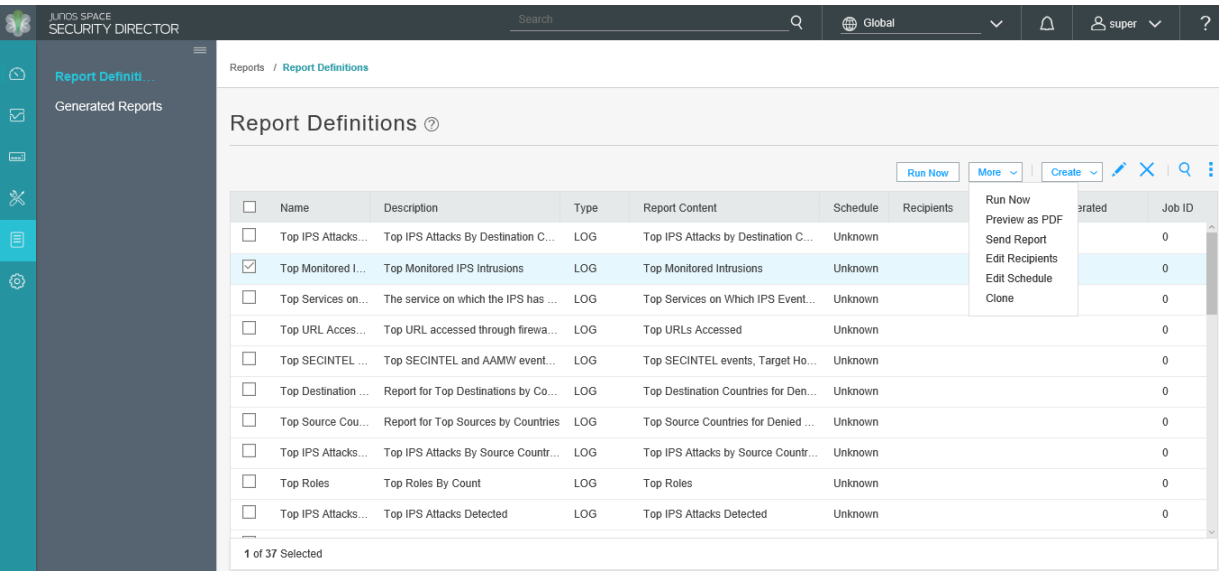 JUNOS SPACE
SECURITY DIRECTOR
Search
Global
super
?
Report Definiti...
Generated Reports
Reports / Report Definitions
Report Definitions ?
Run Now More Create
Run Now
Preview as PDF
Send Report
Edit Recipients
Edit Schedule
Clone
Name Description Type Report Content Schedule Recipients erated Job ID
Top IPS Attacks... Top IPS Attacks By Destination C... LOG Top IPS Attacks by Destination C... Unknown 0
Top Monitored I... Top Monitored IPS Intrusions LOG Top Monitored Intrusions Unknown 0
Top Services on... The service on which the IPS has ... LOG Top Services on Which IPS Event... Unknown 0
Top URL Acces... Top URL accessed through firewa... LOG Top URLs Accessed Unknown 0
Top SECINTEL ... Top SECINTEL and AAMW event... LOG Top SECINTEL events, Target Ho... Unknown 0
Top Destination ... Report for Top Destinations by Co... LOG Top Destination Countries for Den... Unknown 0
Top Source Cou... Report for Top Sources by Countries LOG Top Source Countries for Denied ... Unknown 0
Top IPS Attacks... Top IPS Attacks By Source Countr... LOG Top IPS Attacks by Source Countr... Unknown 0
Top Roles Top Roles By Count LOG Top Roles Unknown 0
Top IPS Attacks... Top IPS Attacks Detected LOG Top IPS Attacks Detected Unknown 0
1 of 37 Selected